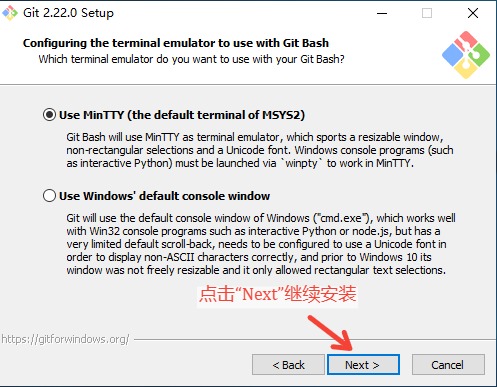 Git 2.22.0 Setup
Configuring the terminal emulator to use with Git Bash
Which terminal emulator do you want to use with your Git Bash?
Use MinTTY (the default terminal of MSYS2)
Git Bash will use MinTTY as terminal emulator, which sports a resizable window,
non-rectangular selections and a Unicode font. Windows console programs (such
as interactive Python) must be launched via `winpty` to work in MinTTY.
Use Windows' default console window
Git will use the default console window of Windows ("cmd.exe"), which works well
with Win32 console programs such as interactive Python or node.js, but has a
very limited default scroll-back, needs to be configured to use a Unicode font in
order to display non-ASCII characters correctly, and prior to Windows 10 its
window was not freely resizable and it only allowed rectangular text selections.
点击“Next”继续安装
https://gitforwindows.org/
< Back
Next >
Cancel